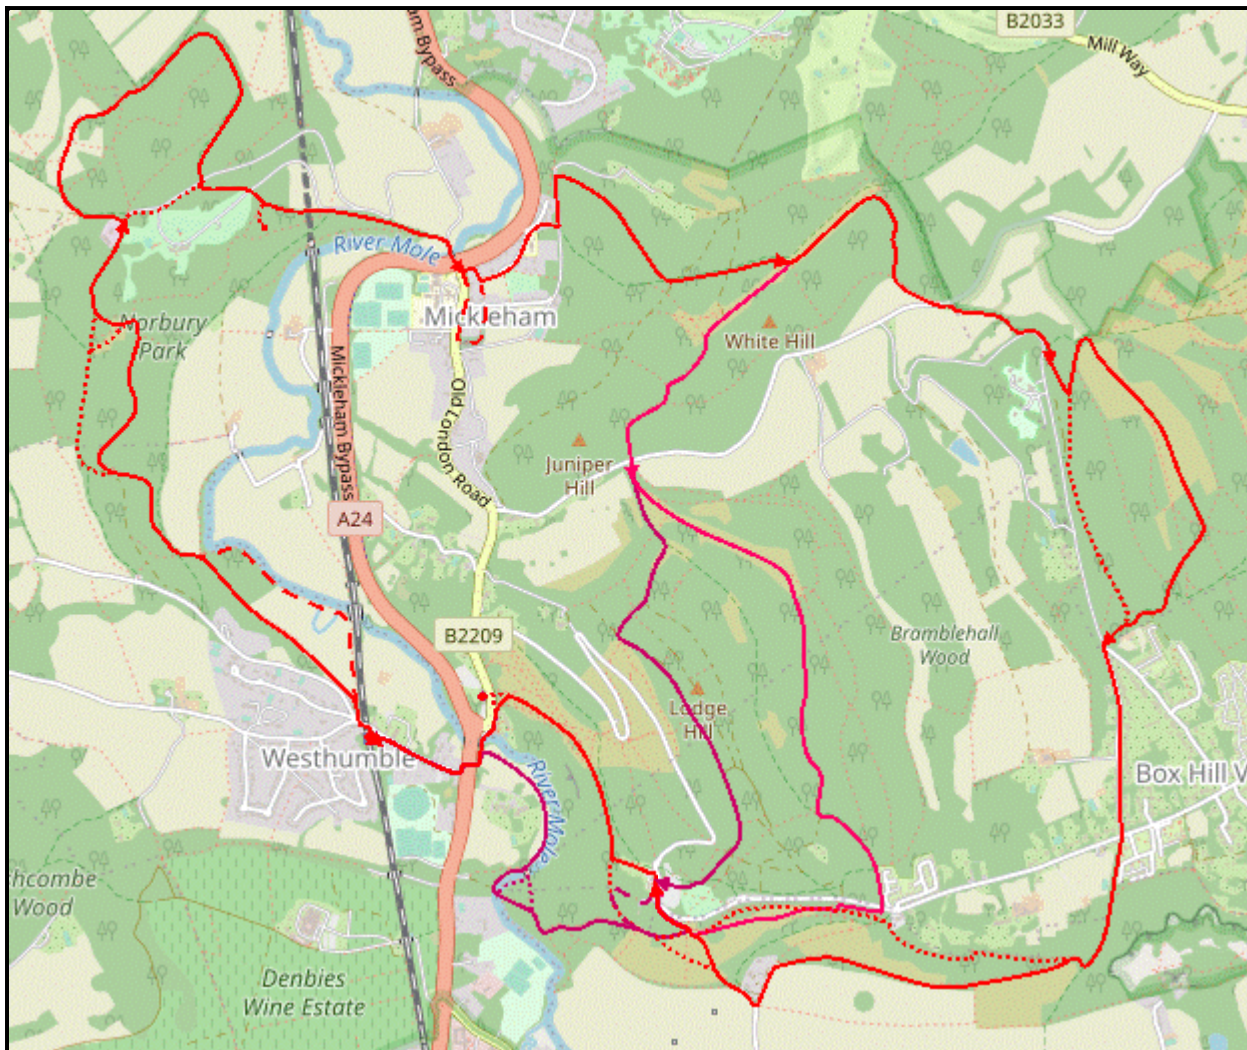 B2033
Mill Way
am Bypass
River Mole
Mickleham
Norbury
Park
White Hill
Mickleham Bypass
Old London Road
Juniper
Hill
A24
B2209
Bramblehall
Wood
Lodge
Hill
Westhumble
River Mole
Box Hill V
shcombe
Wood
Denbies
Wine Estate